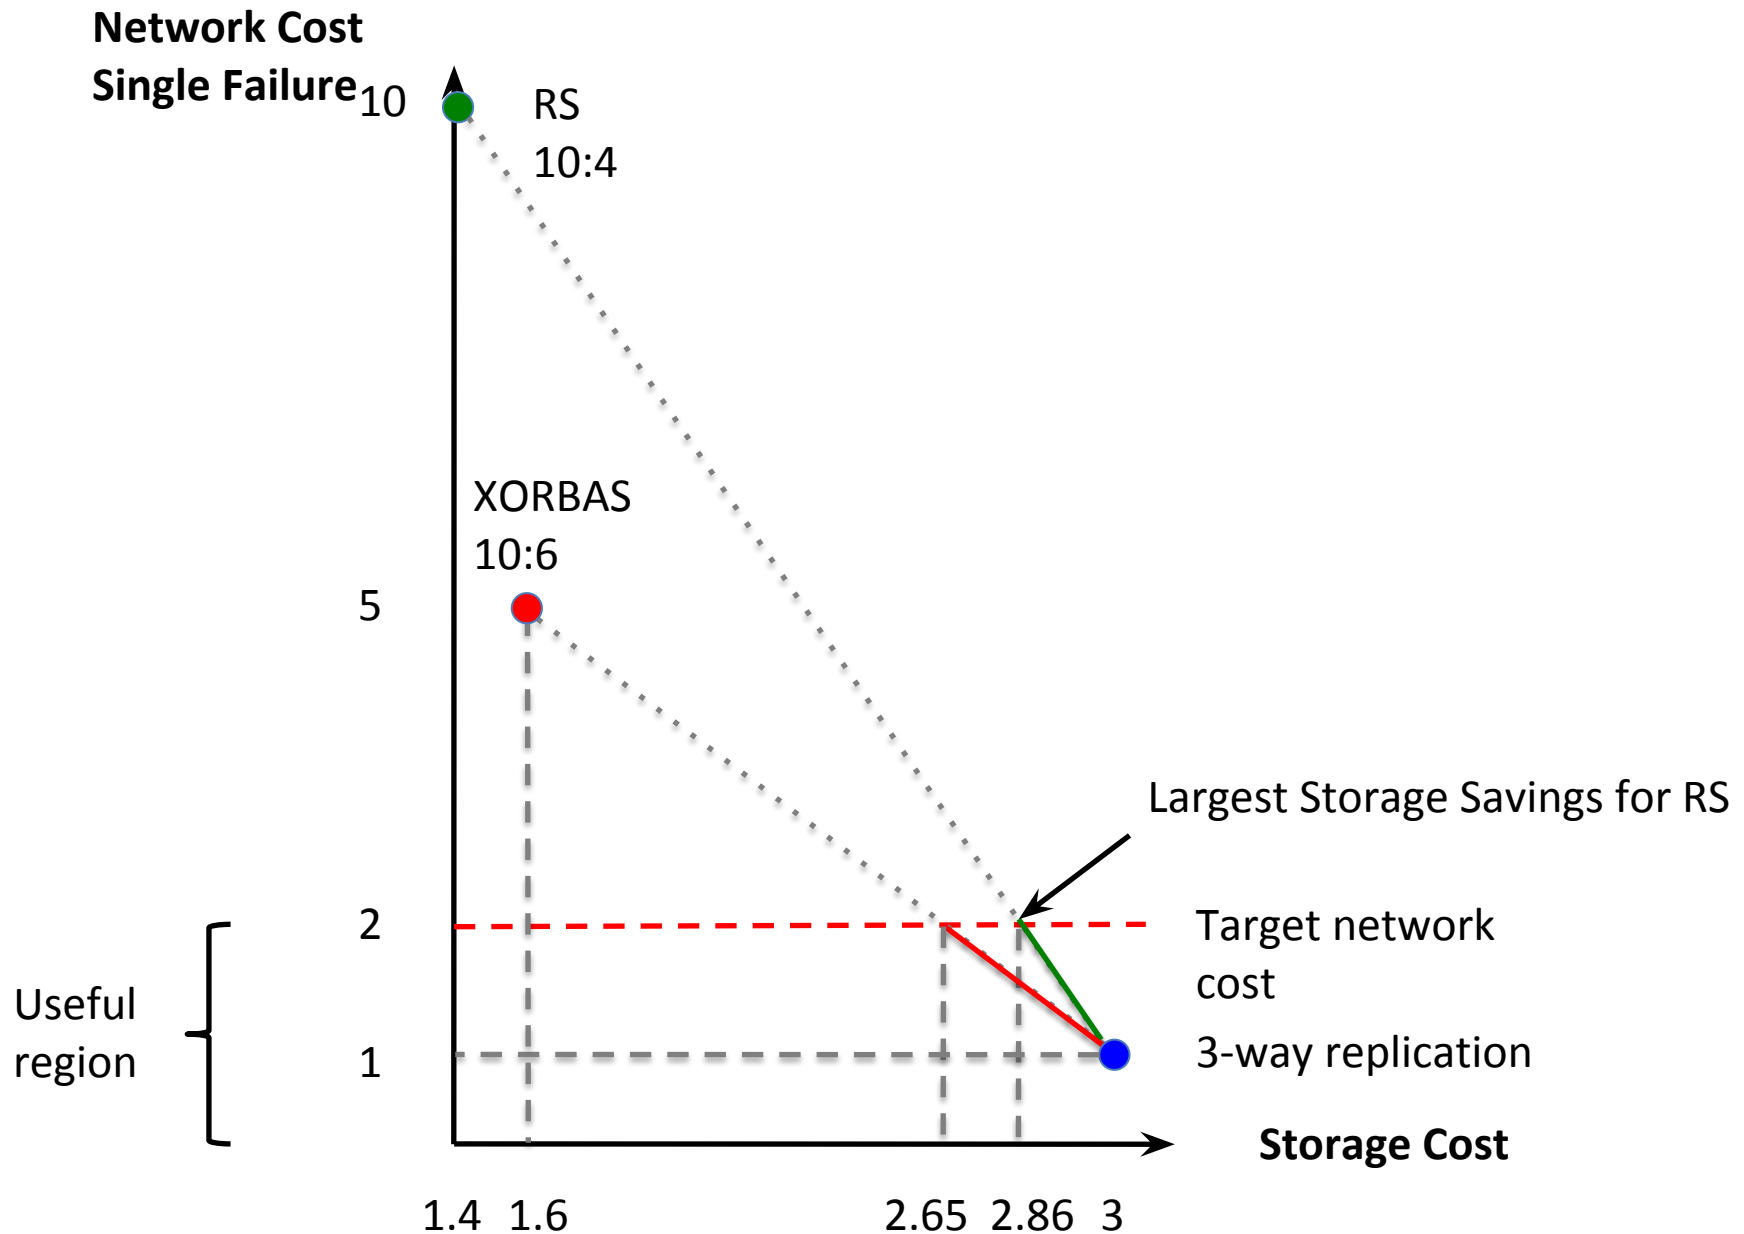 Network Cost
Single Failure
10
RS
10:4
XORBAS
10:6
5
Largest Storage Savings for RS
2
Target network
cost
Useful
region
1
3-way replication
Storage Cost
1.4 1.6 2.65 2.86 3